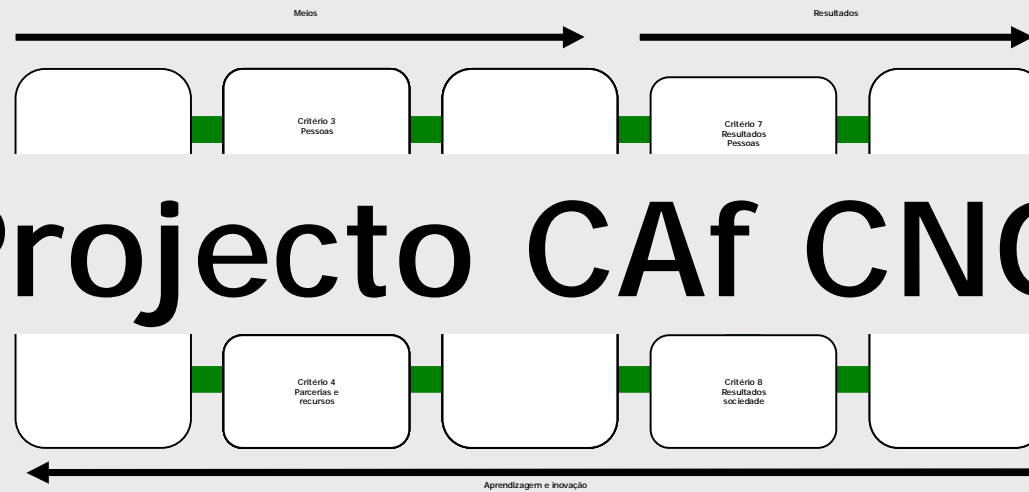 Meios
Resultados
Critério 3
Pessoas
Critério 7
Resultados
Pessoas
Projecto CAf CNC
Critério 4
Parcerias e
recursos
Critério 8
Resultados
sociedade
Aprendizagem e inovação